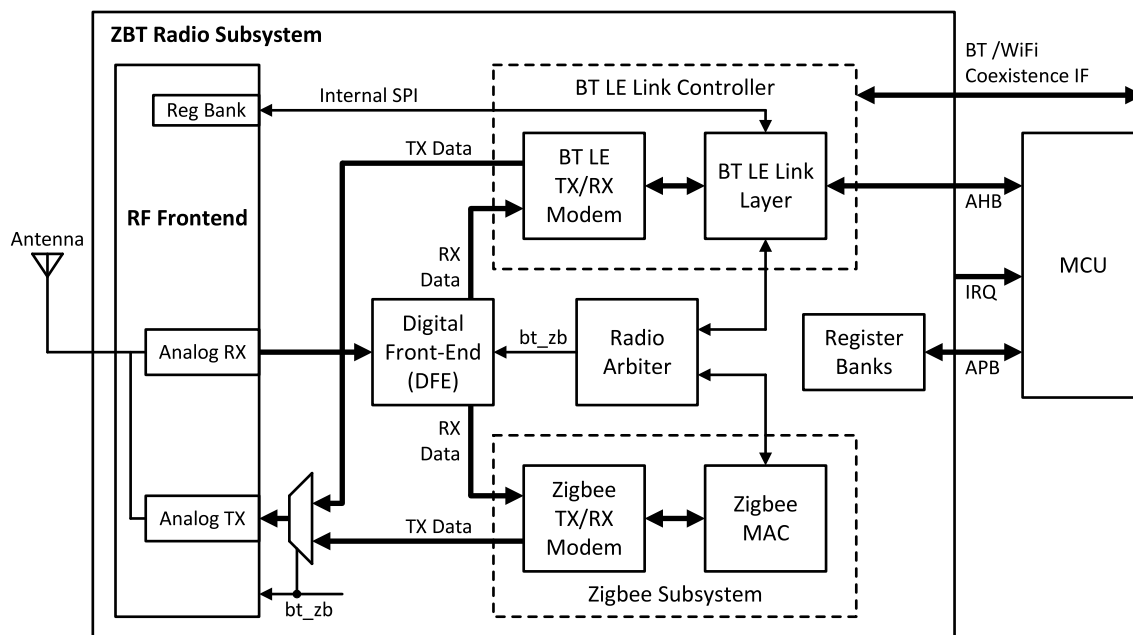 ZBT Radio Subsystem
BT /WiFi
Coexistence IF
Internal SPI
BT LE Link Controller
Reg Bank
TX Data
BT LE
TX/RX
Modem
BT LE Link
Layer
AHB
RF Frontend
Antenna
RX
Data
MCU
IRQ
Digital
Front-End
(DFE)
bt_zb
Radio
Arbiter
Register
Banks
APB
Analog RX
RX
Data
Analog TX
TX Data
Zigbee
TX/RX
Modem
Zigbee
MAC
Zigbee Subsystem
bt_zb